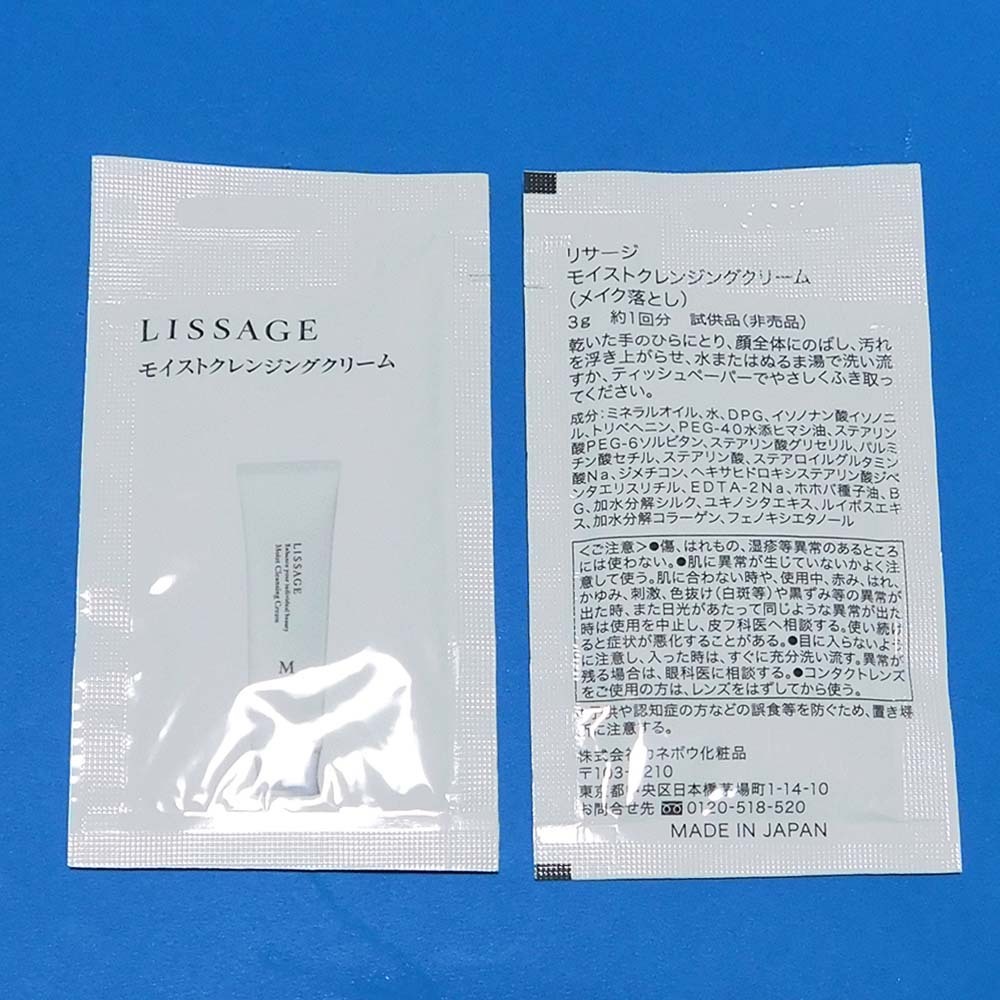 LISSAGE
モイストクレンジングクリーム
LISSAGE
Enhance your individual beauty
Moist Cleansing Cream
M
リサージ
モイストクレンジングクリーム
(メイク落とし)
3g 約1回分 試供品(非売品)
乾いた手のひらにとり、顔全体にのばし、汚れ
を浮き上がらせ、水またはぬるま湯で洗い流
すか、ティッシュペーパーでやさしくふき取っ
てください。
成分:ミネラルオイル、水、DPG、イソノナン酸イソノニ
ル、トリベヘニン、PEG-40水添ヒマシ油、ステアリン
酸PEG-6ソルビタン、ステアリン酸グリセリル、パルミ
チン酸セチル、ステアリン酸、ステアロイルグルタミン
酸Na、ジメチコン、ヘキサヒドロキシステアリン酸ジペ
ンタエリスリチル、EDTA-2Na、ホホバ種子油、B
G、加水分解シルク、ユキノシタエキス、ルイボスエキ
ス、加水分解コラーゲン、フェノキシエタノール
<ご注意>●傷、はれもの、湿疹等異常のあるところ
には使わない。●肌に異常が生じていないかよく注
意して使う。肌に合わない時や、使用中、赤み、はれ、
かゆみ、刺激、色抜け(白斑等)や黒ずみ等の異常が
出た時、また日光があたって同じような異常が出た
時は使用を中止し、皮フ科医へ相談する。使い続け
ると症状が悪化することがある。●目に入らないよう
に注意し、入った時は、すぐに充分洗い流す。異常が
残る場合は、眼科医に相談する。●コンタクトレンズ
をご使用の方は、レンズをはずしてから使う。
供や認知症の方などの誤食等を防ぐため、置き場
に注意する。
株式会社カネボウ化粧品
〒103- 210
東京都中央区日本橋茅場町1-14-10
お問合せ先 0120-518-520
MADE IN JAPAN